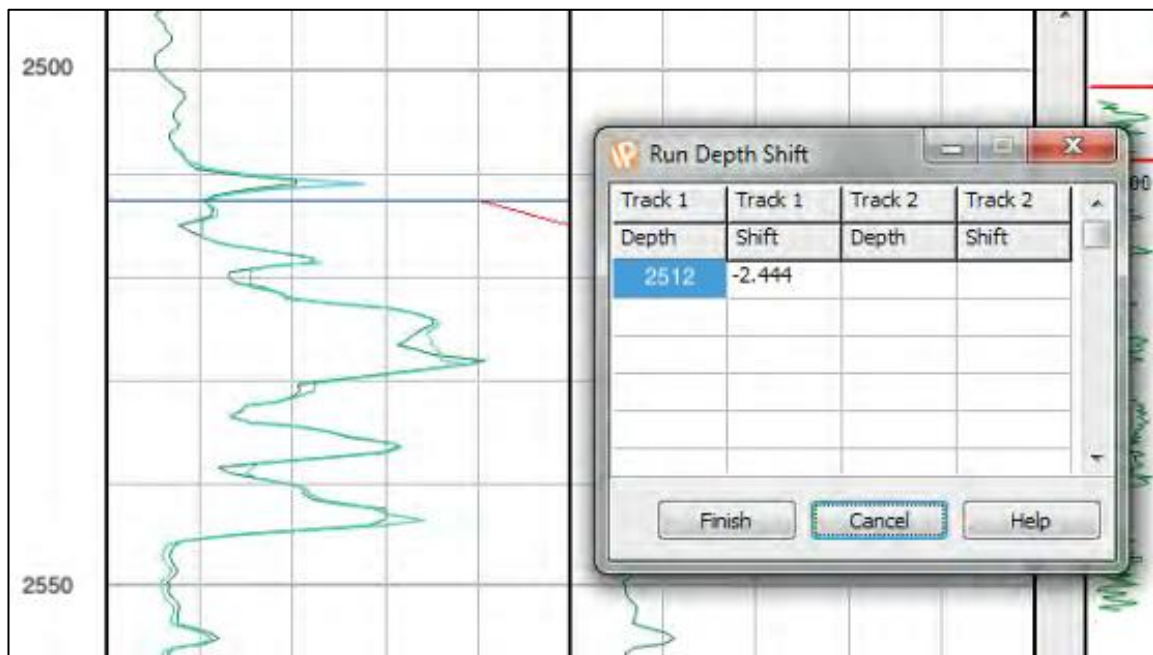 2500
Run Depth Shift
Track 1 Track 1 Track 2 Track 2
Depth Shift Depth Shift
2512 -2.444
Finish Cancel Help
2550